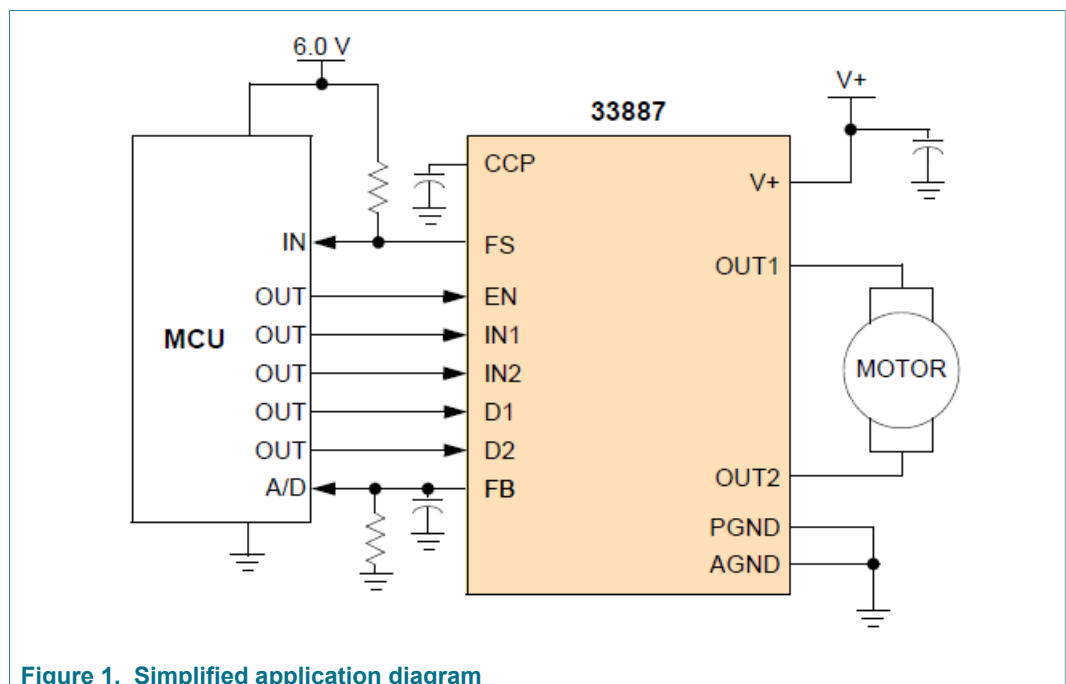 6.0 V
V+
33887
CCP
V+
IN
FS
OUT1
OUT
EN
MCU
OUT
IN1
OUT
IN2
MOTOR
OUT
D1
OUT
D2
A/D
FB
OUT2
PGND
AGND
Figure 1. Simplified application diagram